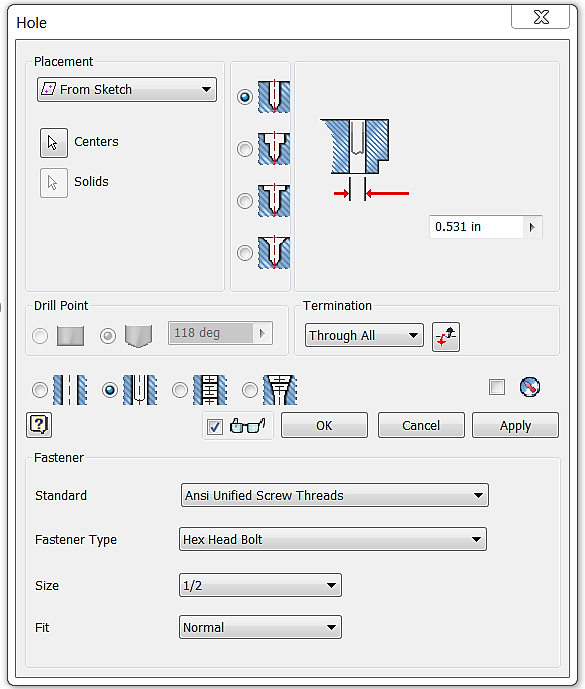 Hole
Placement
From Sketch
Centers
Solids
0.531 in
Drill Point
118 deg
Termination
Through All
?
OK
Cancel
Apply
Fastener
Standard
Ansi Unified Screw Threads
Fastener Type
Hex Head Bolt
Size
1/2
Fit
Normal